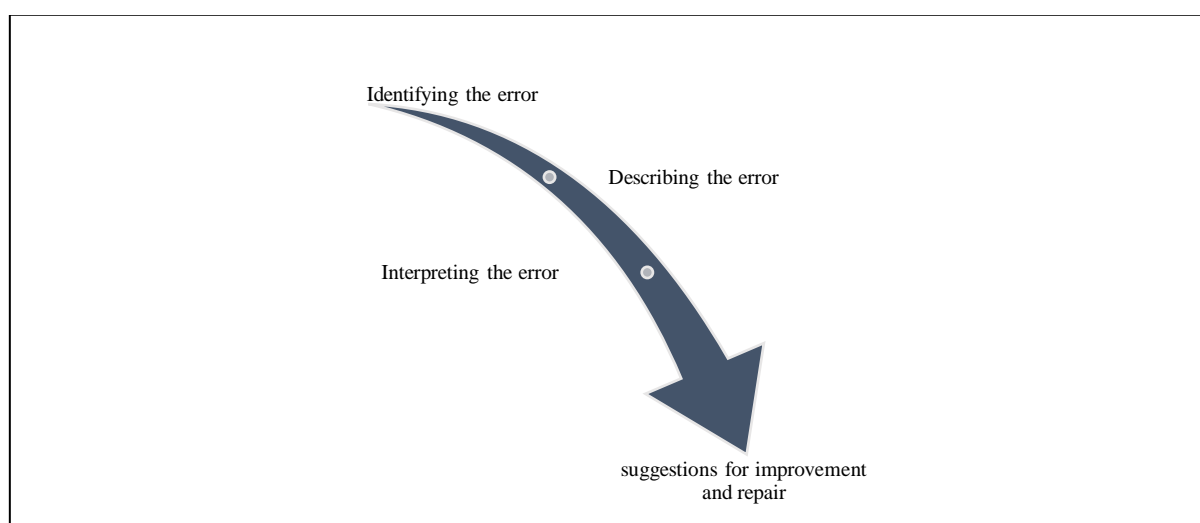 Identifying the error
Describing the error
Interpreting the error
suggestions for improvement
and repair